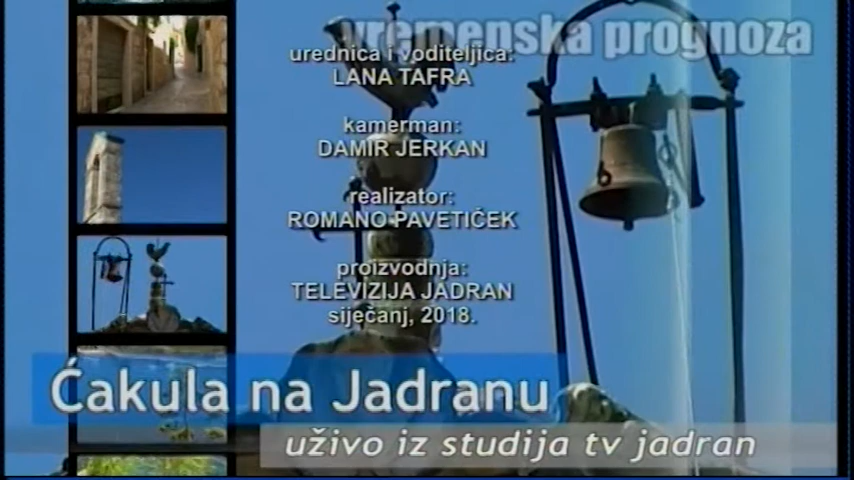 vremenska prognoza
urednica i voditeljica:
LANA TAFRA
kamerman:
DAMIR JERKAN
realizator:
ROMANO PAVETIČEK
proizvodnja:
TELEVIZIJA JADRAN
siječanj, 2018.
Ćakula na Jadranu
uživo iz studija tv jadran